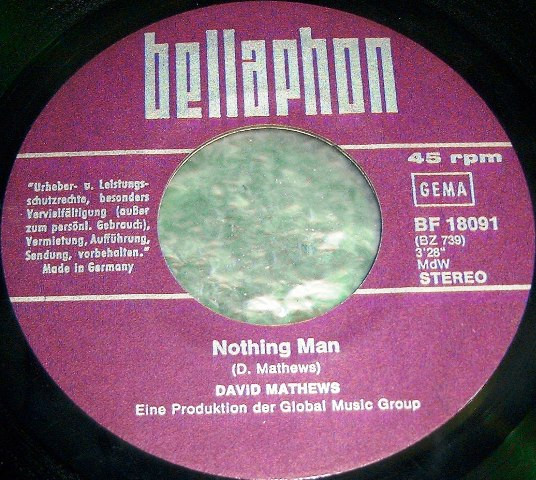 bellaphon
45 rpm
GEMA
BF 18091
(BZ 739)
3'28"
MdW
STEREO
"Urheber- u. Leistungs-
schutzrechte, besonders
Vervielfältigung (außer
zum persönl. Gebrauch),
Vermietung, Aufführung,
Sendung, vorbehalten."
Made in Germany
Nothing Man
(D. Mathews)
DAVID MATHEWS
Eine Produktion der Global Music Group